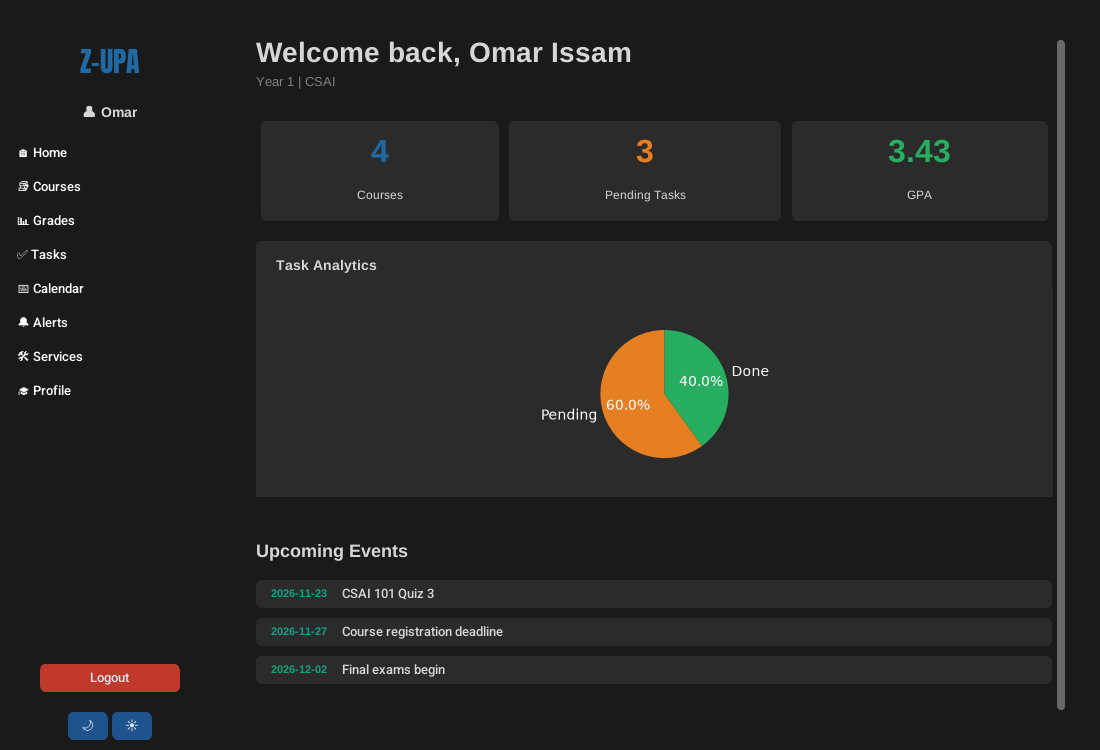 Z-UPA
Omar
Home
Courses
Grades
Tasks
Calendar
Alerts
Services
Profile
Logout
Welcome back, Omar Issam
Year 1 | CSAI
4
Courses
3
Pending Tasks
3.43
GPA
Task Analytics
Done
40.0%
60.0%
Pending
Upcoming Events
2026-11-23 CSAI 101 Quiz 3
2026-11-27 Course registration deadline
2026-12-02 Final exams begin